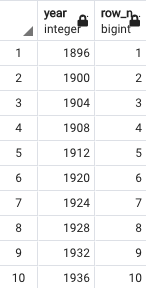 year row_n
integer bigint
1 1896 1
2 1900 2
3 1904 3
4 1908 4
5 1912 5
6 1920 6
7 1924 7
8 1928 8
9 1932 9
10 1936 10